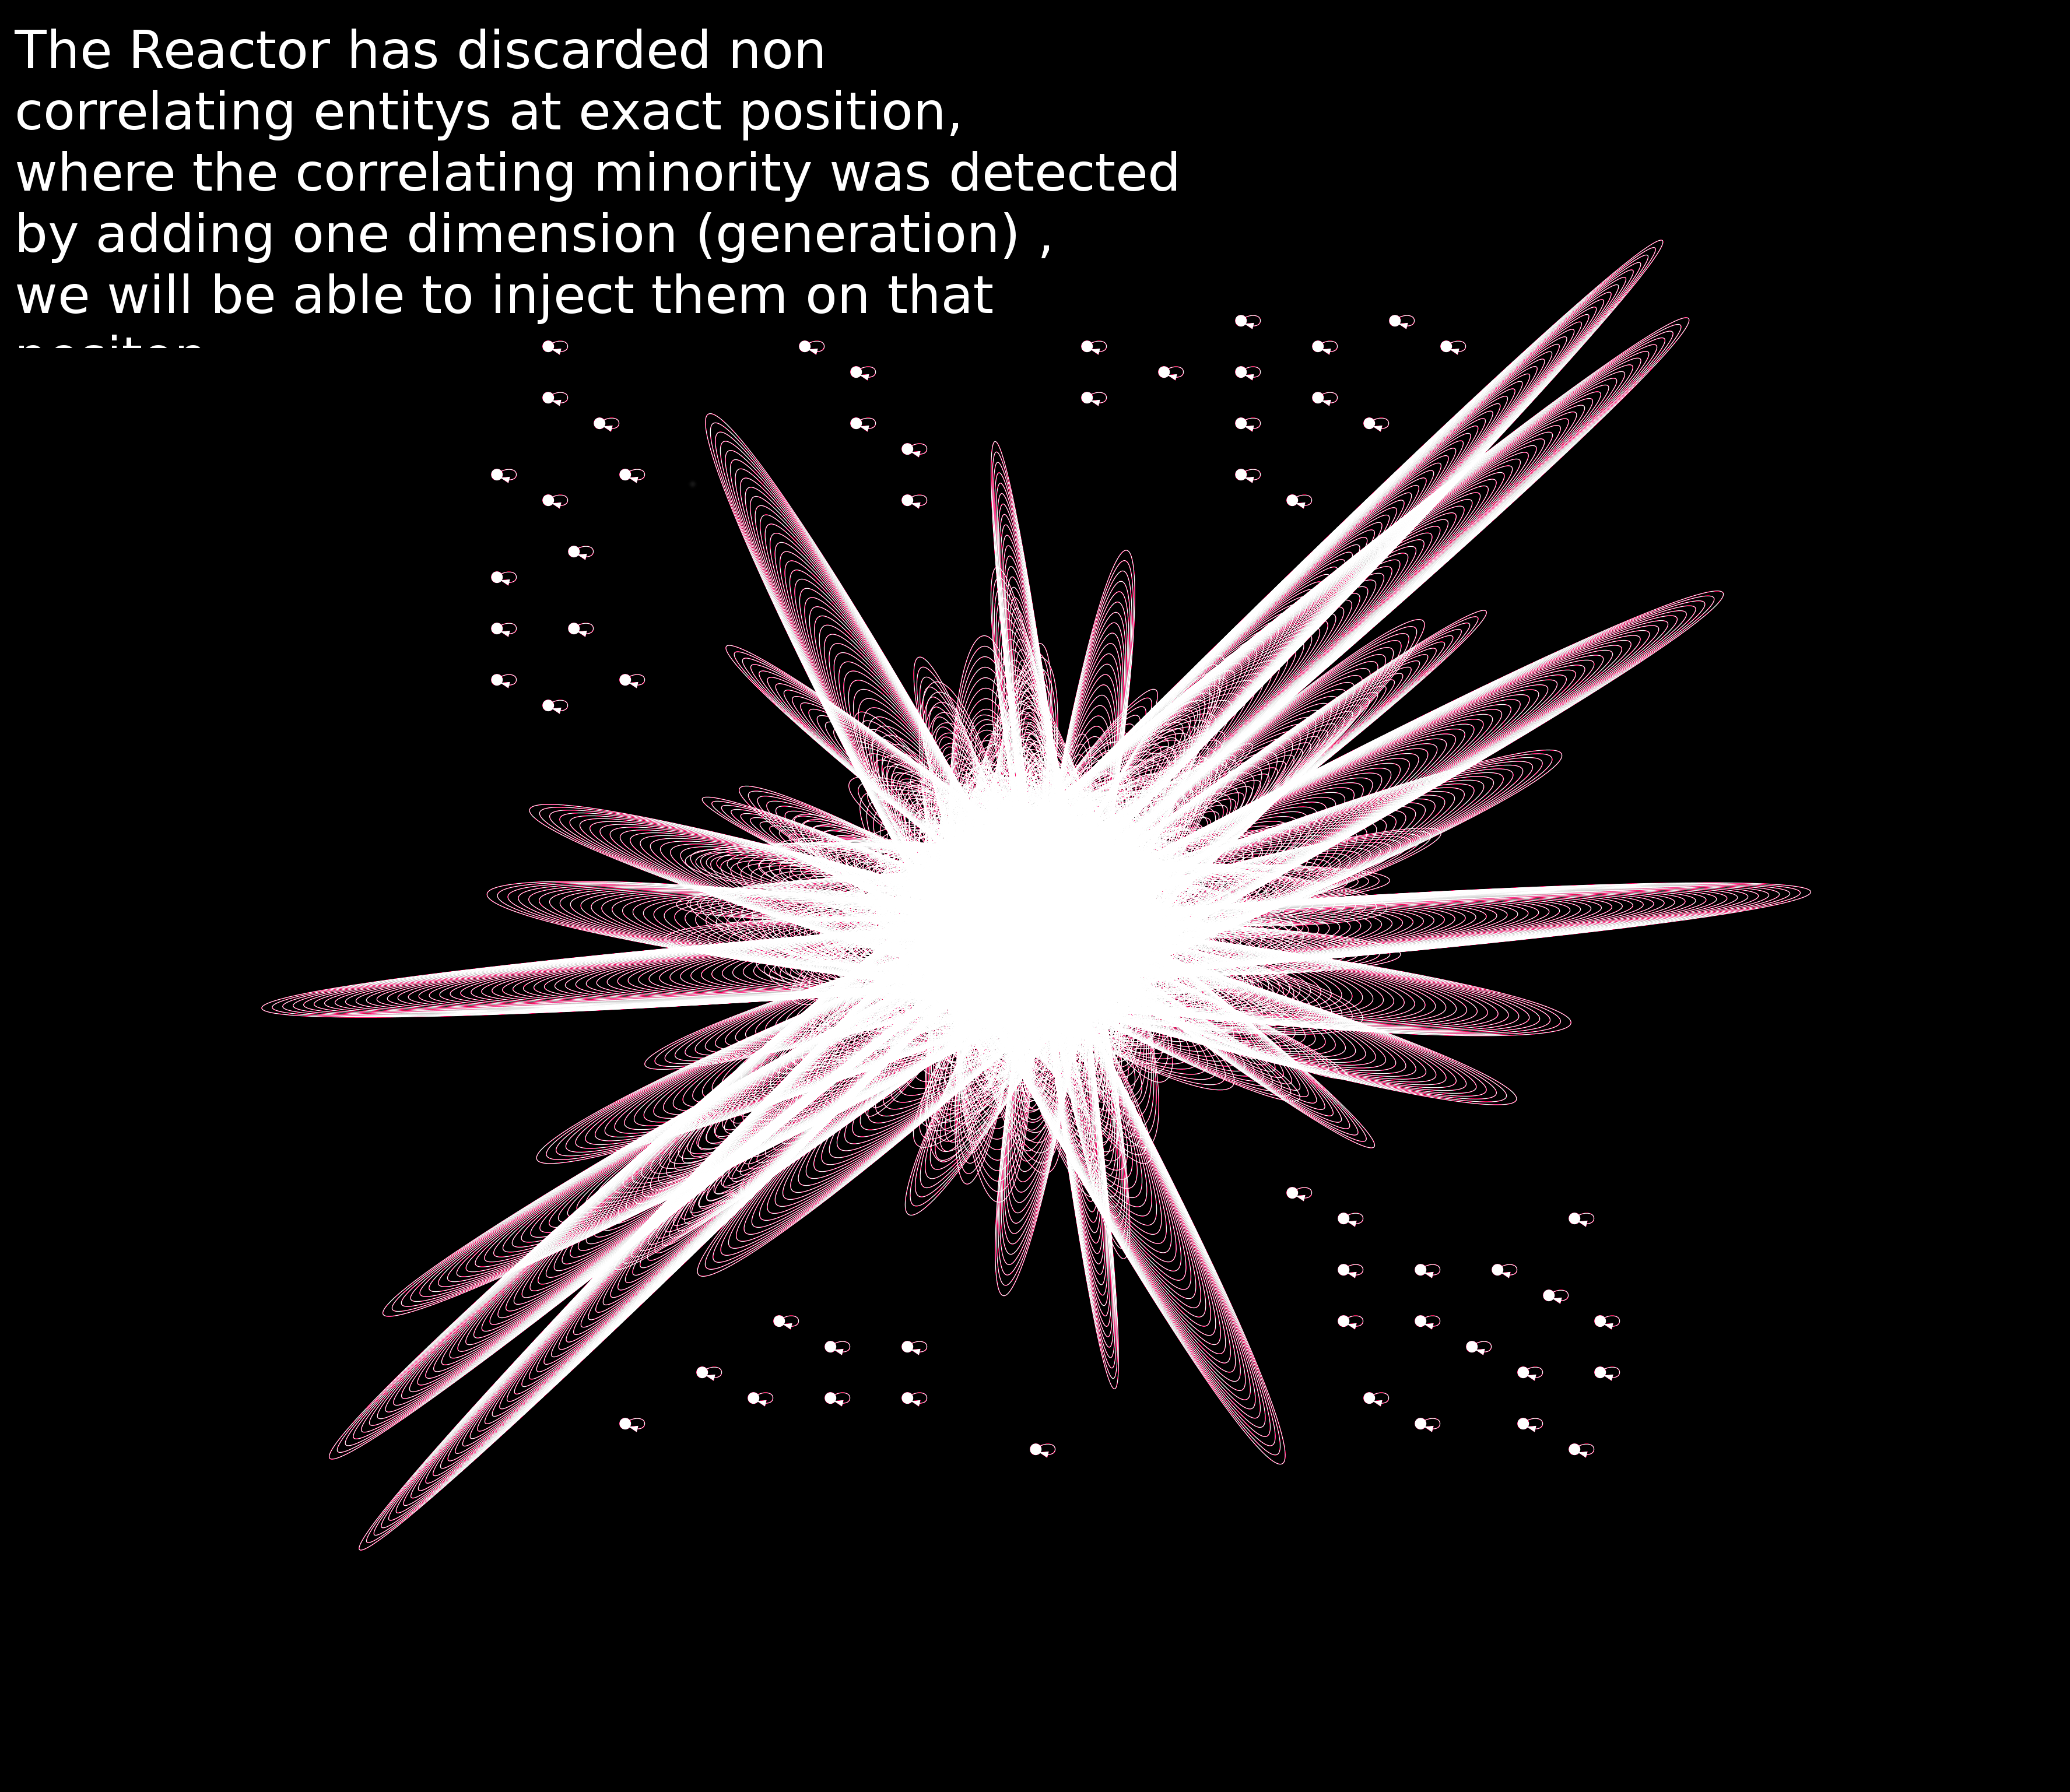 The Reactor has discarded non
correlating entitys at exact position,
where the correlating minority was detected
by adding one dimension (generation) ,
we will be able to inject them on that